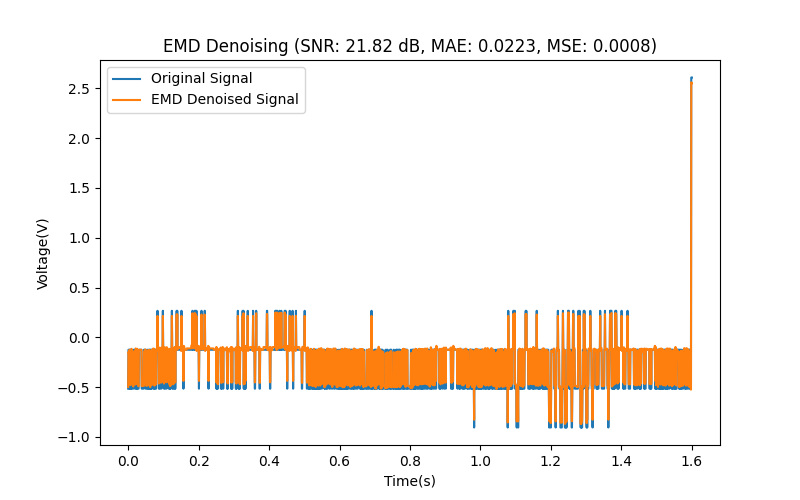 EMD Denoising (SNR: 21.82 dB, MAE: 0.0223, MSE: 0.0008)
Original Signal
EMD Denoised Signal
Voltage(V)
2.5
2.0
1.5
1.0
0.5
0.0
−0.5
−1.0
0.0 0.2 0.4 0.6 0.8 1.0 1.2 1.4 1.6
Time(s)